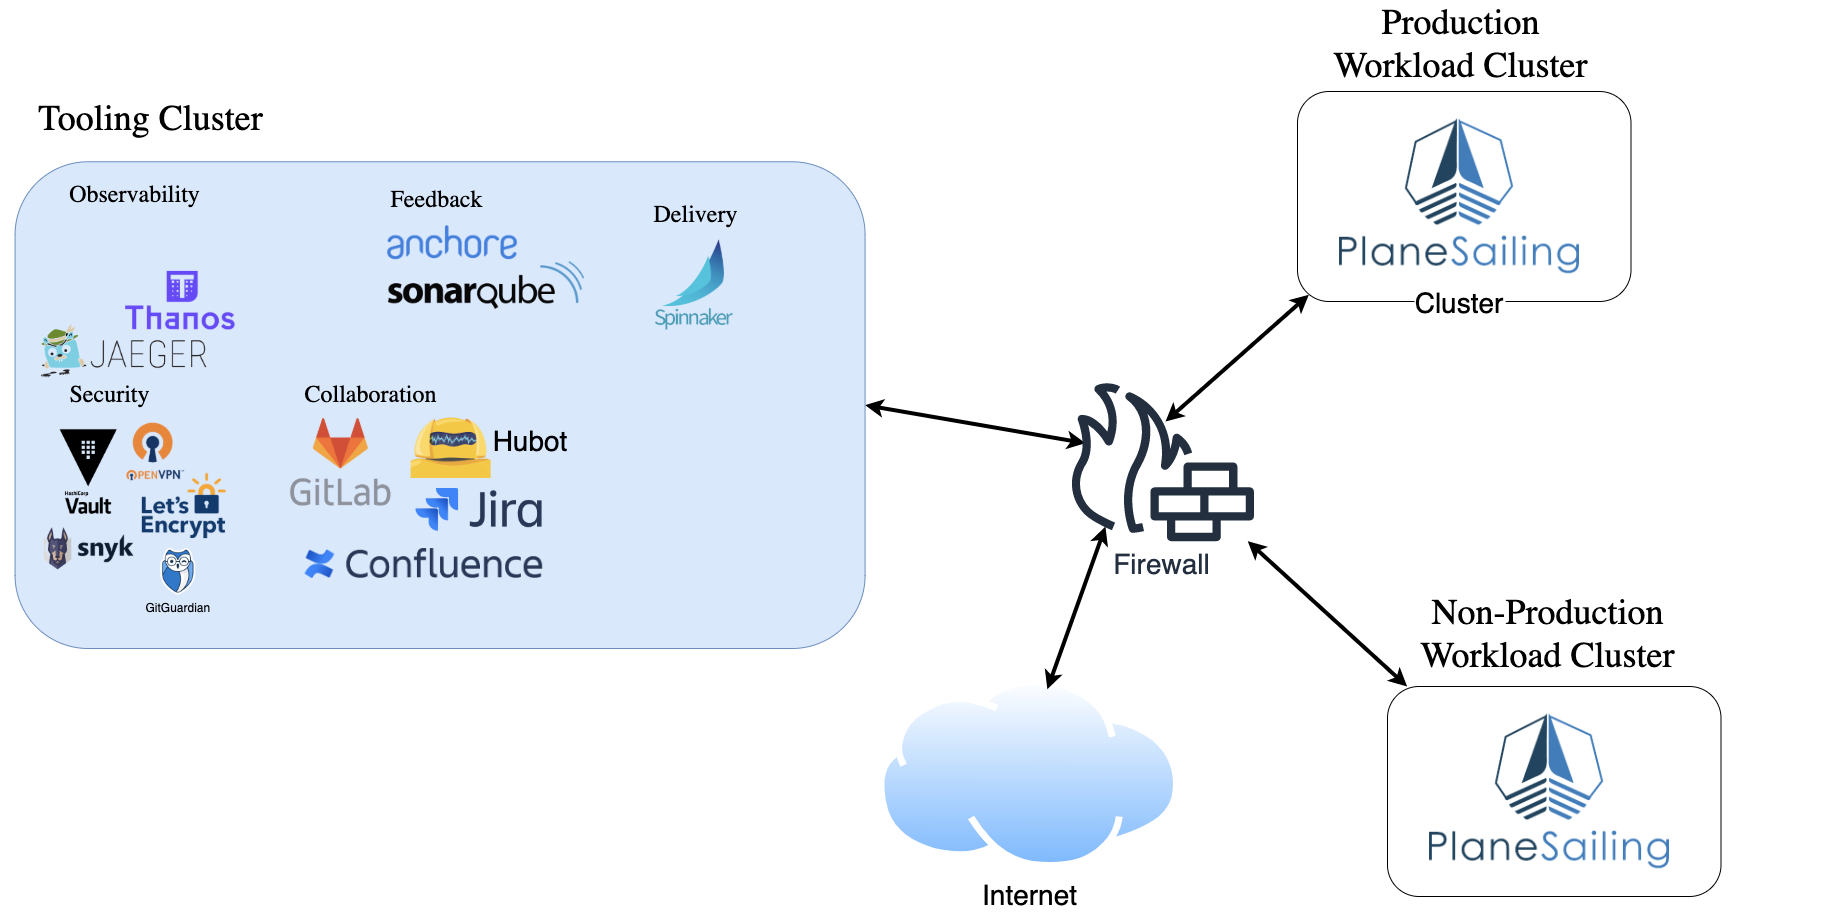 Production
Workload Cluster
PlaneSailing
Cluster
Tooling Cluster
Observability
Thanos
JAEGER
Feedback
anchore
sonarqube
Delivery
Spinnaker
Security
HashiCorp
Vault
OPENVPN™
Let's
Encrypt
snyk
GitGuardian
Collaboration
GitLab
Hubot
Jira
Confluence
Firewall
Internet
Non-Production
Workload Cluster
PlaneSailing